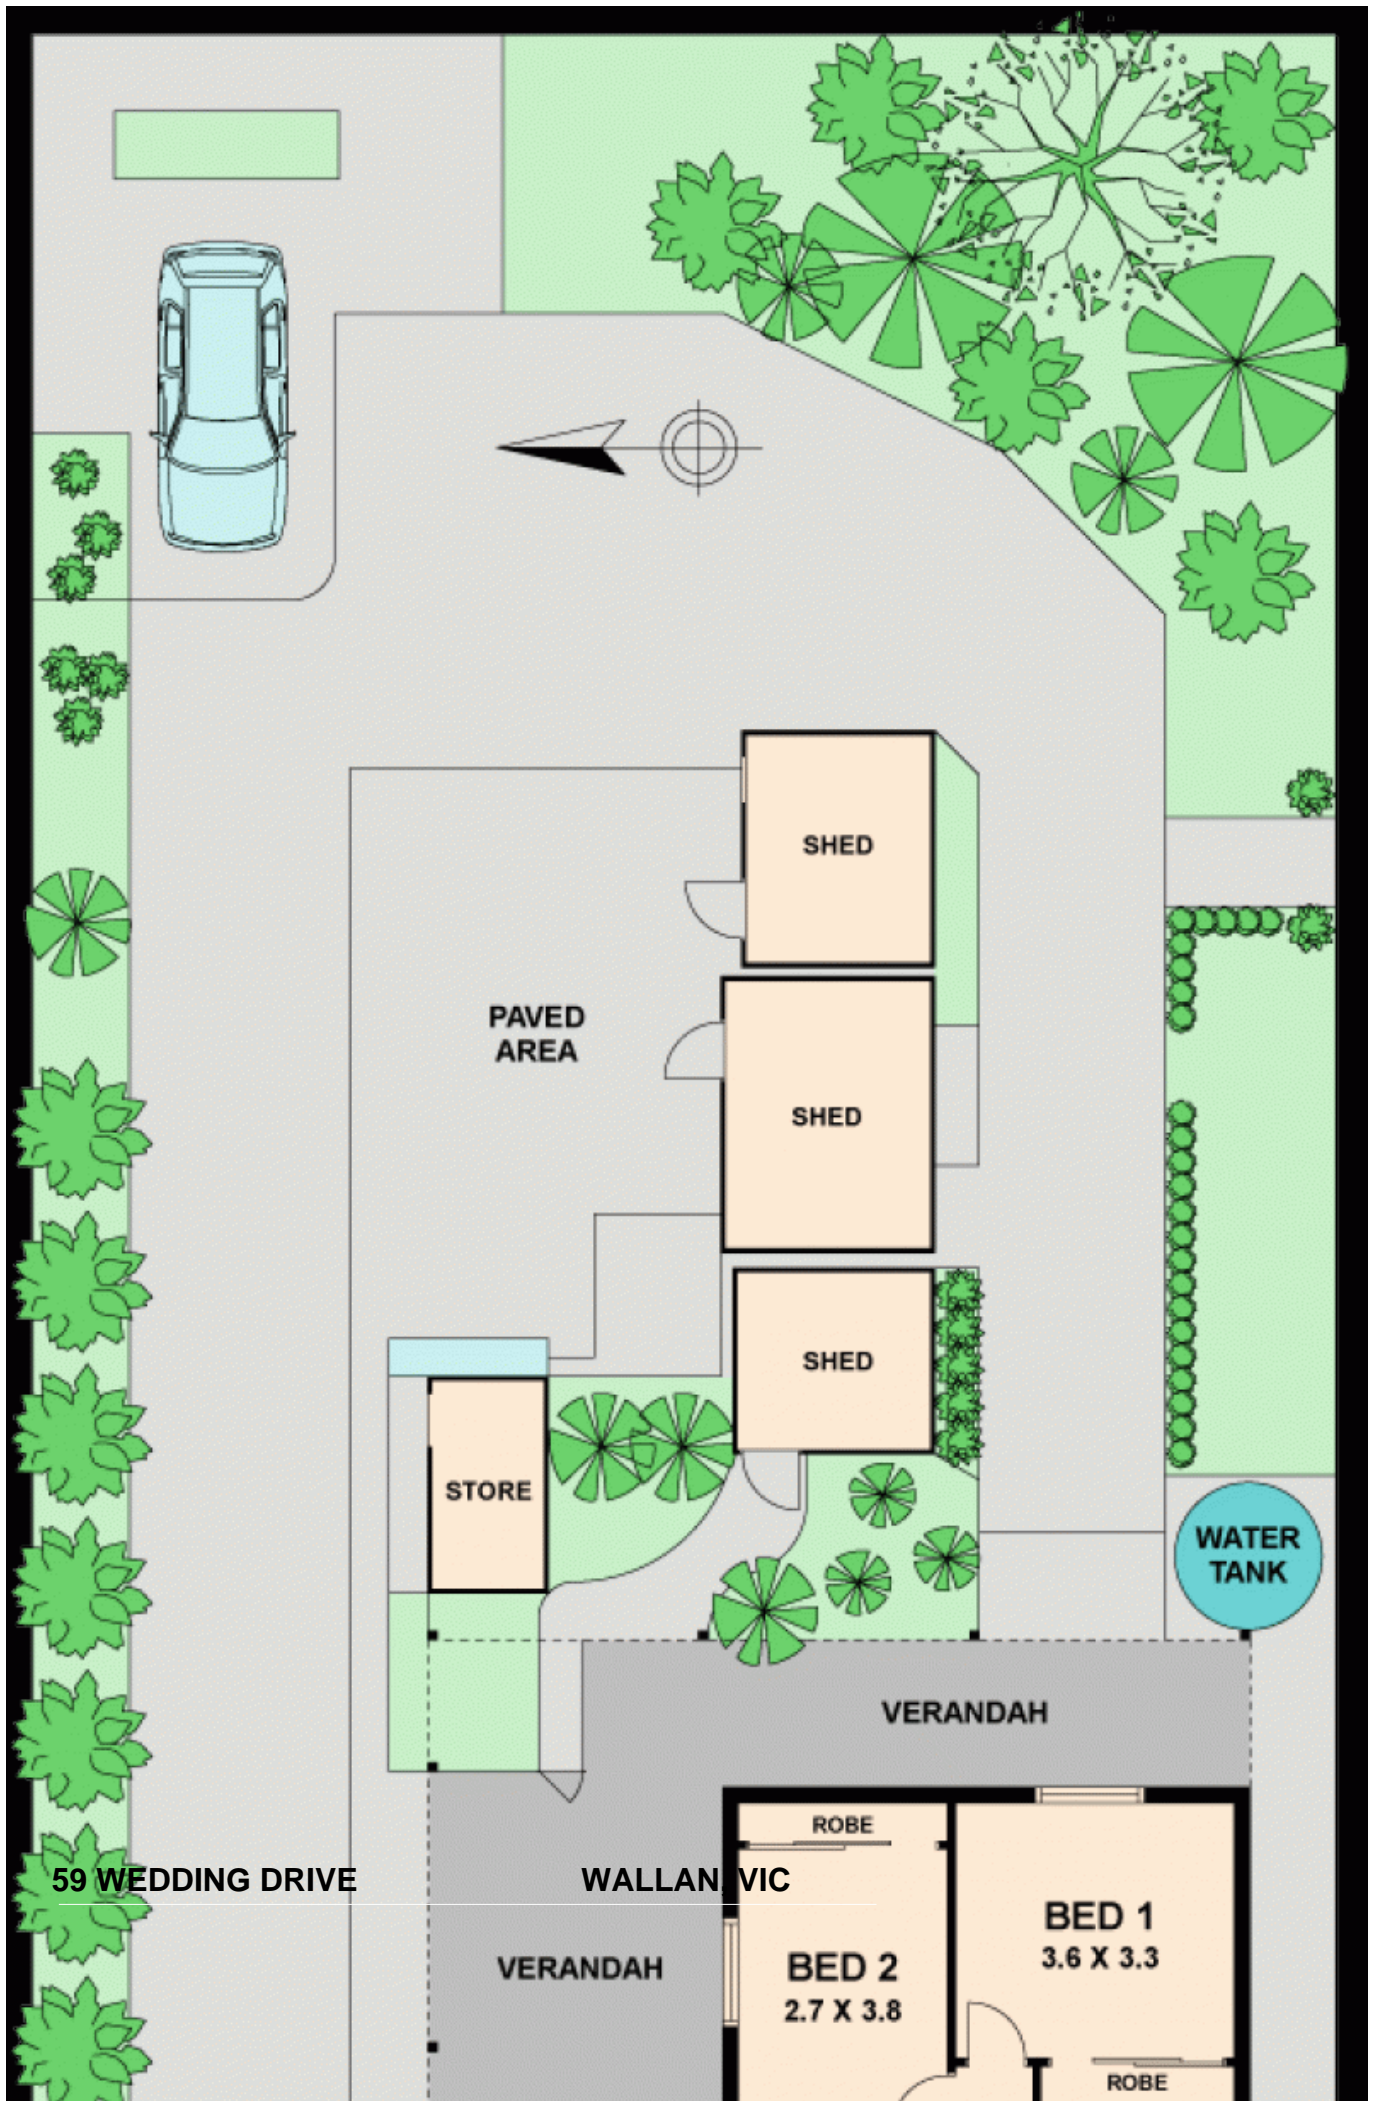 SHED
PAVED
AREA
SHED
SHED
STORE
WATER
TANK
VERANDAH
ROBE
59 WEDDING DRIVE WALLAN, VIC
BED 1
3.6 X 3.3
VERANDAH
BED 2
2.7 X 3.8
ROBE